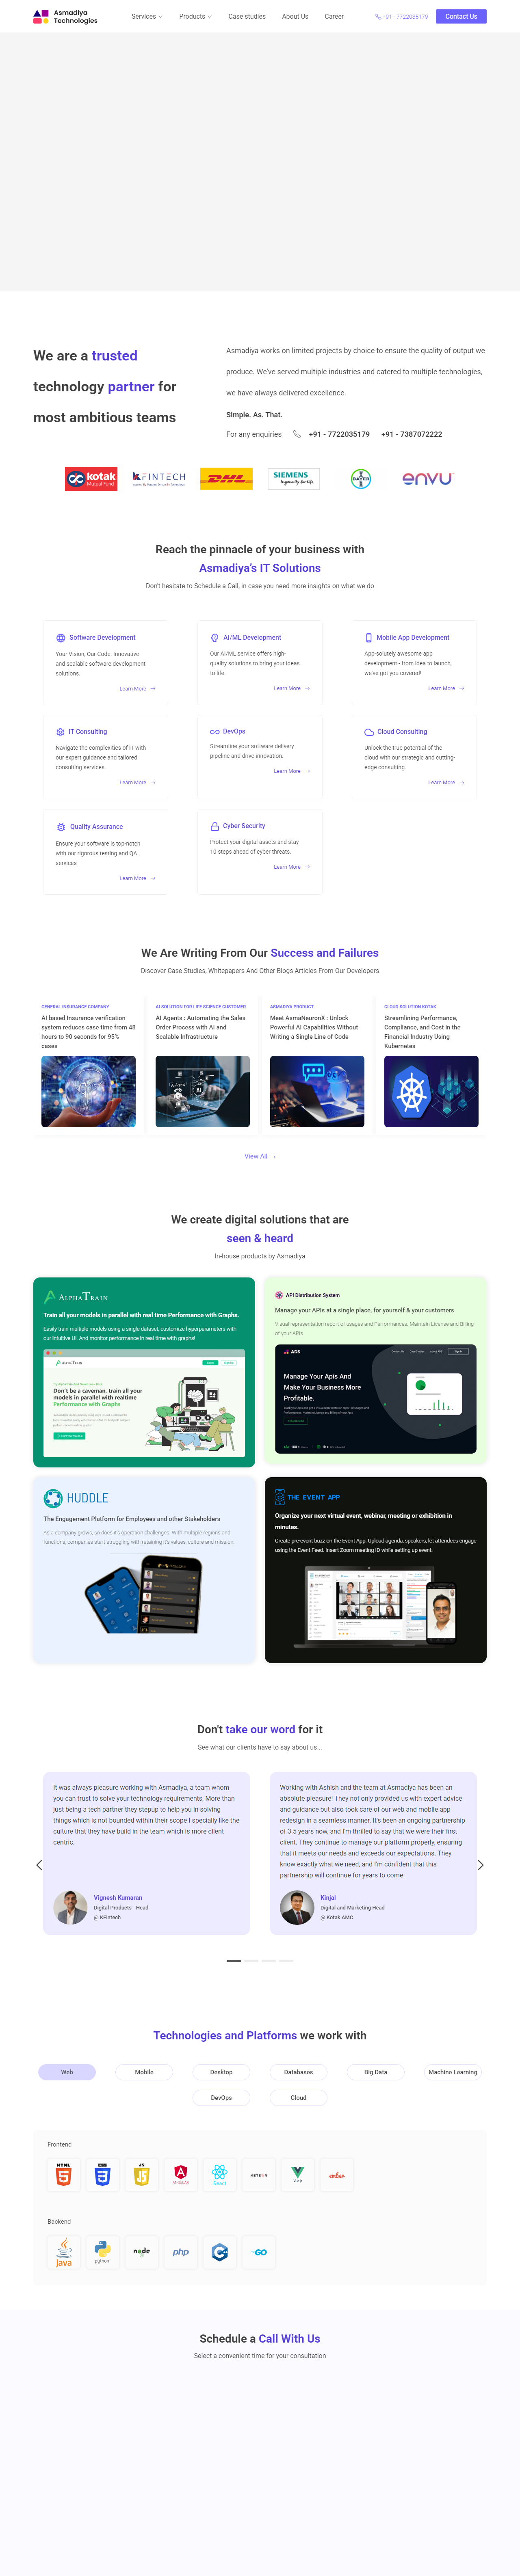 Asmadiya
Technologies
Services
Products
Case studies
About Us
Career
+91 - 7722035179
Contact Us
We are a trusted
technology partner for
most ambitious teams
Asmadiya works on limited projects by choice to ensure the quality of output we
produce. We've served multiple industries and catered to multiple technologies,
we have always delivered excellence.
Simple. As. That.
For any enquiries +91 - 7722035179 +91 - 7387072222
kotak
Mutual Fund
KFINTECH
DHL
SIEMENS
Ingenuity for life
BAYER
envu
Reach the pinnacle of your business with
Asmadiya's IT Solutions
Don't hesitate to Schedule a Call, in case you need more insights on what we do
Software Development
Your Vision, Our Code. Innovative
and scalable software development
solutions.
Learn More
AI/ML Development
Our AI/ML service offers high-
quality solutions to bring your ideas
to life.
Learn More
Mobile App Development
App-solutely awesome app
development - from idea to launch,
we've got you covered!
Learn More
IT Consulting
Navigate the complexities of IT with
our expert guidance and tailored
consulting services.
Learn More
DevOps
Streamline your software delivery
pipeline and drive innovation.
Learn More
Cloud Consulting
Unlock the true potential of the
cloud with our strategic and cutting-
edge consulting.
Learn More
Quality Assurance
Ensure your software is top-notch
with our rigorous testing and QA
services
Learn More
Cyber Security
Protect your digital assets and stay
10 steps ahead of cyber threats.
Learn More
We Are Writing From Our Success and Failures
Discover Case Studies, Whitepapers And Other Blogs Articles From Our Developers
GENERAL INSURANCE COMPANY
AI based Insurance verification
system reduces case time from 48
hours to 90 seconds for 95%
cases
AI SOLUTION FOR LIFE SCIENCE CUSTOMER
AI Agents : Automating the Sales
Order Process with AI and
Scalable Infrastructure
ASMADIYA PRODUCT
Meet AsmaNeuronX : Unlock
Powerful AI Capabilities Without
Writing a Single Line of Code
CLOUD SOLUTION KOTAK
Streamlining Performance,
Compliance, and Cost in the
Financial Industry Using
Kubernetes
View All
We create digital solutions that are
seen & heard
In-house products by Asmadiya
AlphaTrain
Train all your models in parallel with real time Performance with Graphs.
Easily train multiple models using a single dataset, customize hyperparameters with
our intuitive UI. And monitor performance in real-time with graphs!
Don't be a caveman, train all your
models in parallel with realtime
Performance with Graphs
API Distribution System
Manage your APIs at a single place, for yourself & your customers
Visual representation report of usages and Performances. Maintain License and Billing
of your APIs
ADS
Manage Your Apis And
Make Your Business More
Profitable.
HUDDLE
The Engagement Platform for Employees and other Stakeholders
As a company grows, so does it's operation challenges. With multiple regions and
functions; companies start struggling with retaining it's values, culture and mission.
THE EVENT APP
Organize your next virtual event, webinar, meeting or exhibition in
minutes.
Create pre-event buzz on the Event App. Upload agenda, speakers, let attendees engage
using the Event Feed. Insert Zoom meeting ID while setting up event.
Don't take our word for it
See what our clients have to say about us...
It was always pleasure working with Asmadiya, a team whom
you can trust to solve your technology requirements, More than
just being a tech partner they stepup to help you in solving
things which is not bounded within their scope I specially like the
culture that they have build in the team which is more client
centric.
Vignesh Kumaran
Digital Products - Head
@ KFintech
Working with Ashish and the team at Asmadiya has been an
absolute pleasure! They not only provided us with expert advice
and guidance but also took care of our web and mobile app
redesign in a seamless manner. It's been an ongoing partnership
of 3.5 years now, and I'm thrilled to say that we were their first
client. They continue to manage our platform properly, ensuring
that it meets our needs and exceeds our expectations. They
know exactly what we need, and I'm confident that this
partnership will continue for years to come.
Kinjal
Digital and Marketing Head
@ Kotak AMC
Technologies and Platforms we work with
Web
Mobile
Desktop
Databases
Big Data
Machine Learning
DevOps
Cloud
Frontend
HTML
CSS
JS
ANGULAR
React
METEOR
Vue.js
ember
Backend
Java
python
node
php
GO
Schedule a Call With Us
Select a convenient time for your consultation